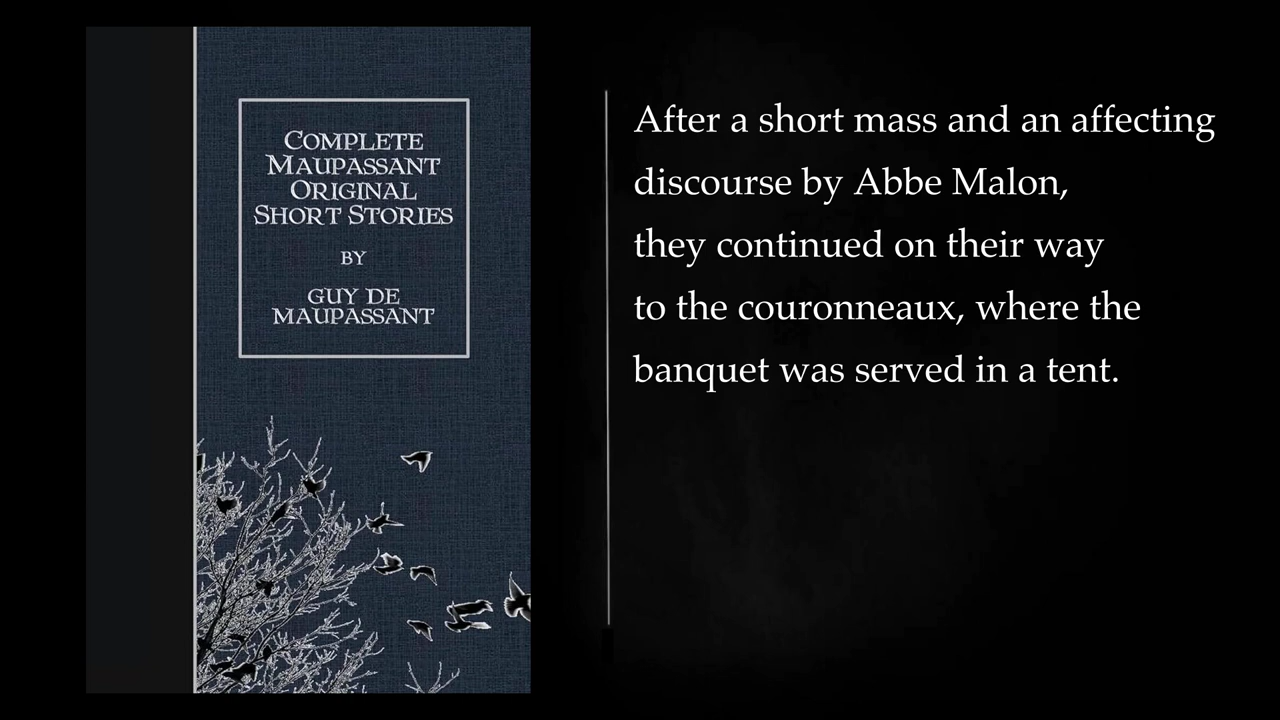 COMPLETE
MAUPASSANT
ORIGINAL
SHORT STORIES
BY
GUY DE
MAUPASSANT
After a short mass and an affecting
discourse by Abbe Malon,
they continued on their way
to the couronneaux, where the
banquet was served in a tent.